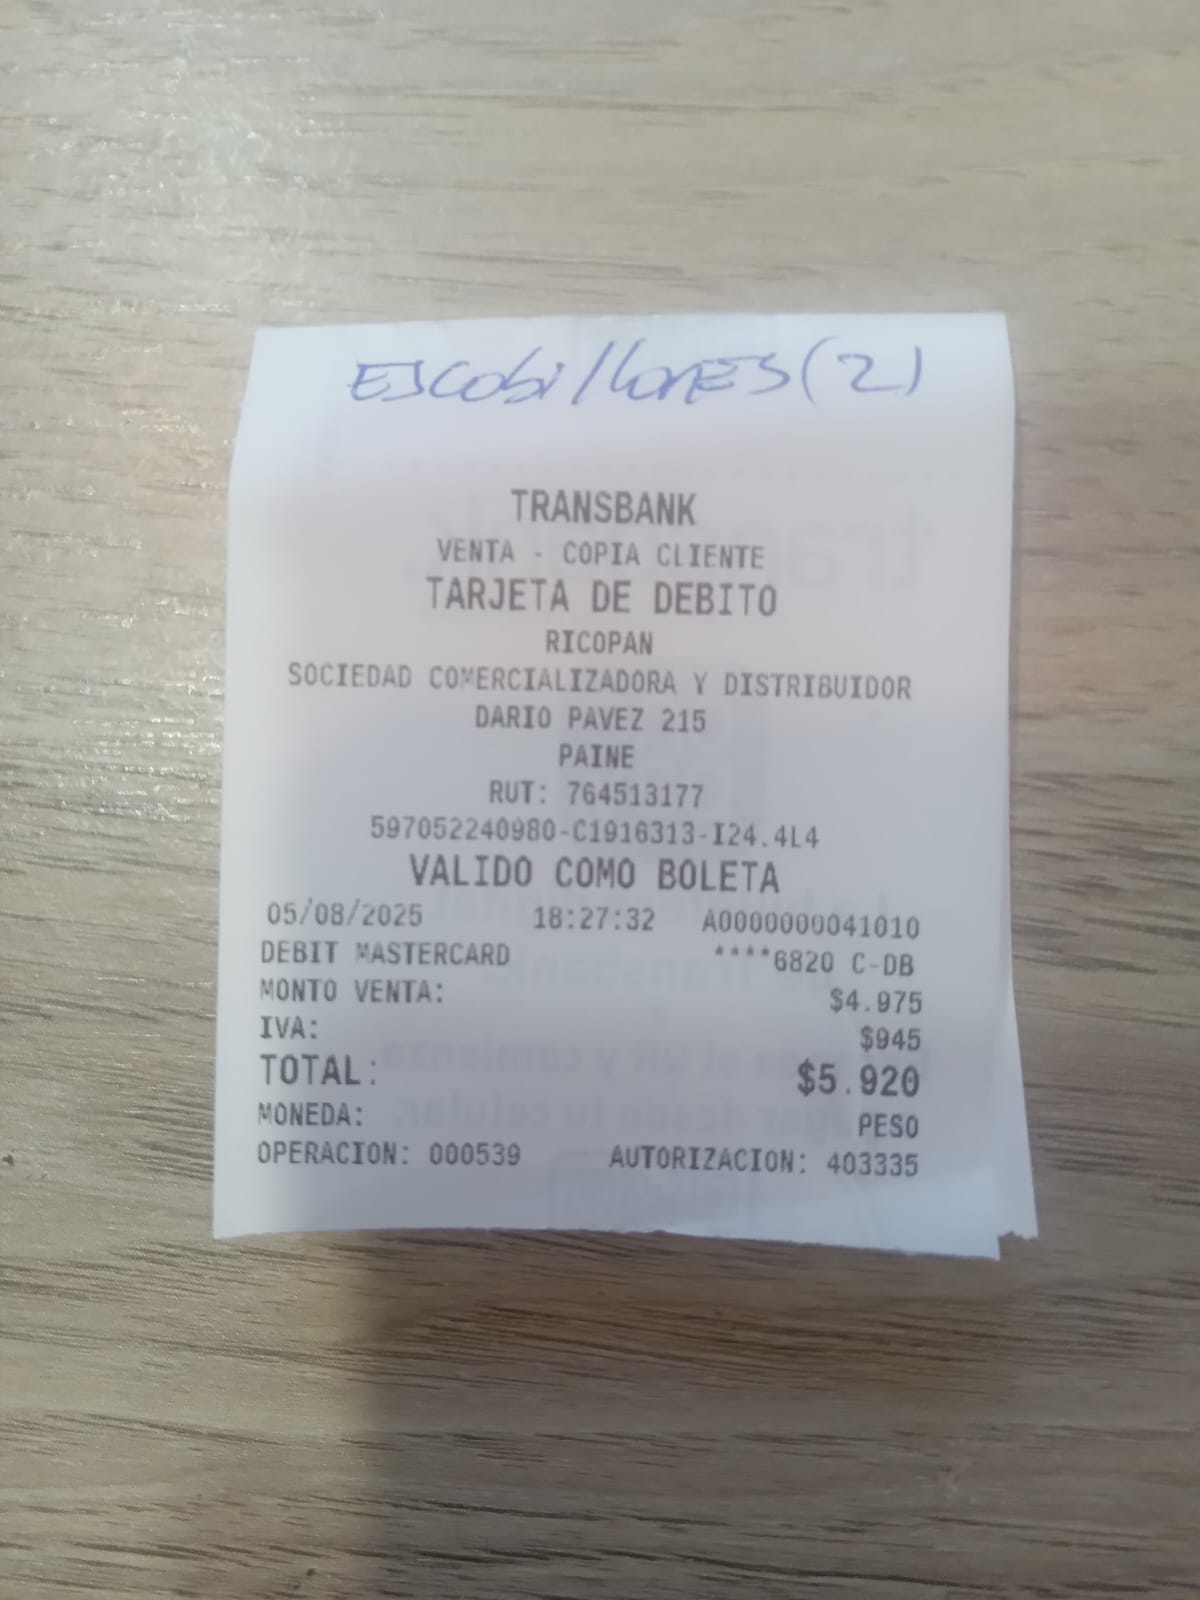 Escobillones (2)
TRANSBANK
VENTA - COPIA CLIENTE
TARJETA DE DEBITO
RICOPAN
SOCIEDAD COMERCIALIZADORA Y DISTRIBUIDOR
DARIO PAVEZ 215
PAINE
RUT: 764513177
597052240980-C1916313-I24.4L4
VALIDO COMO BOLETA
05/08/2025 18:27:32 A0000000041010
DEBIT MASTERCARD ****6820 C-DB
MONTO VENTA: $4.975
IVA: $945
TOTAL: $5.920
MONEDA: PESO
OPERACION: 000539 AUTORIZACION: 403335